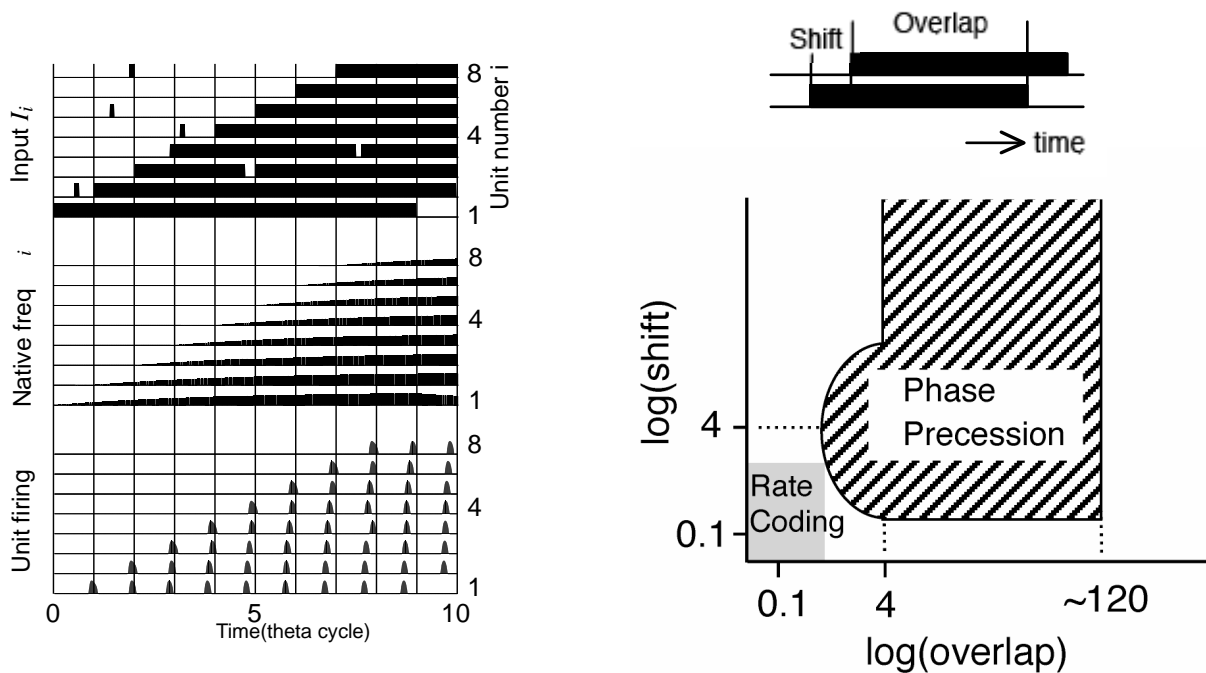 Input Ii
8
4
1
Unit number i
Native freq i
8
4
1
Unit firing
8
4
1
0
5
10
Time(theta cycle)
Shift
Overlap
time
log(shift)
4
0.1
Phase
Precession
Rate
Coding
0.1
4
~120
log(overlap)